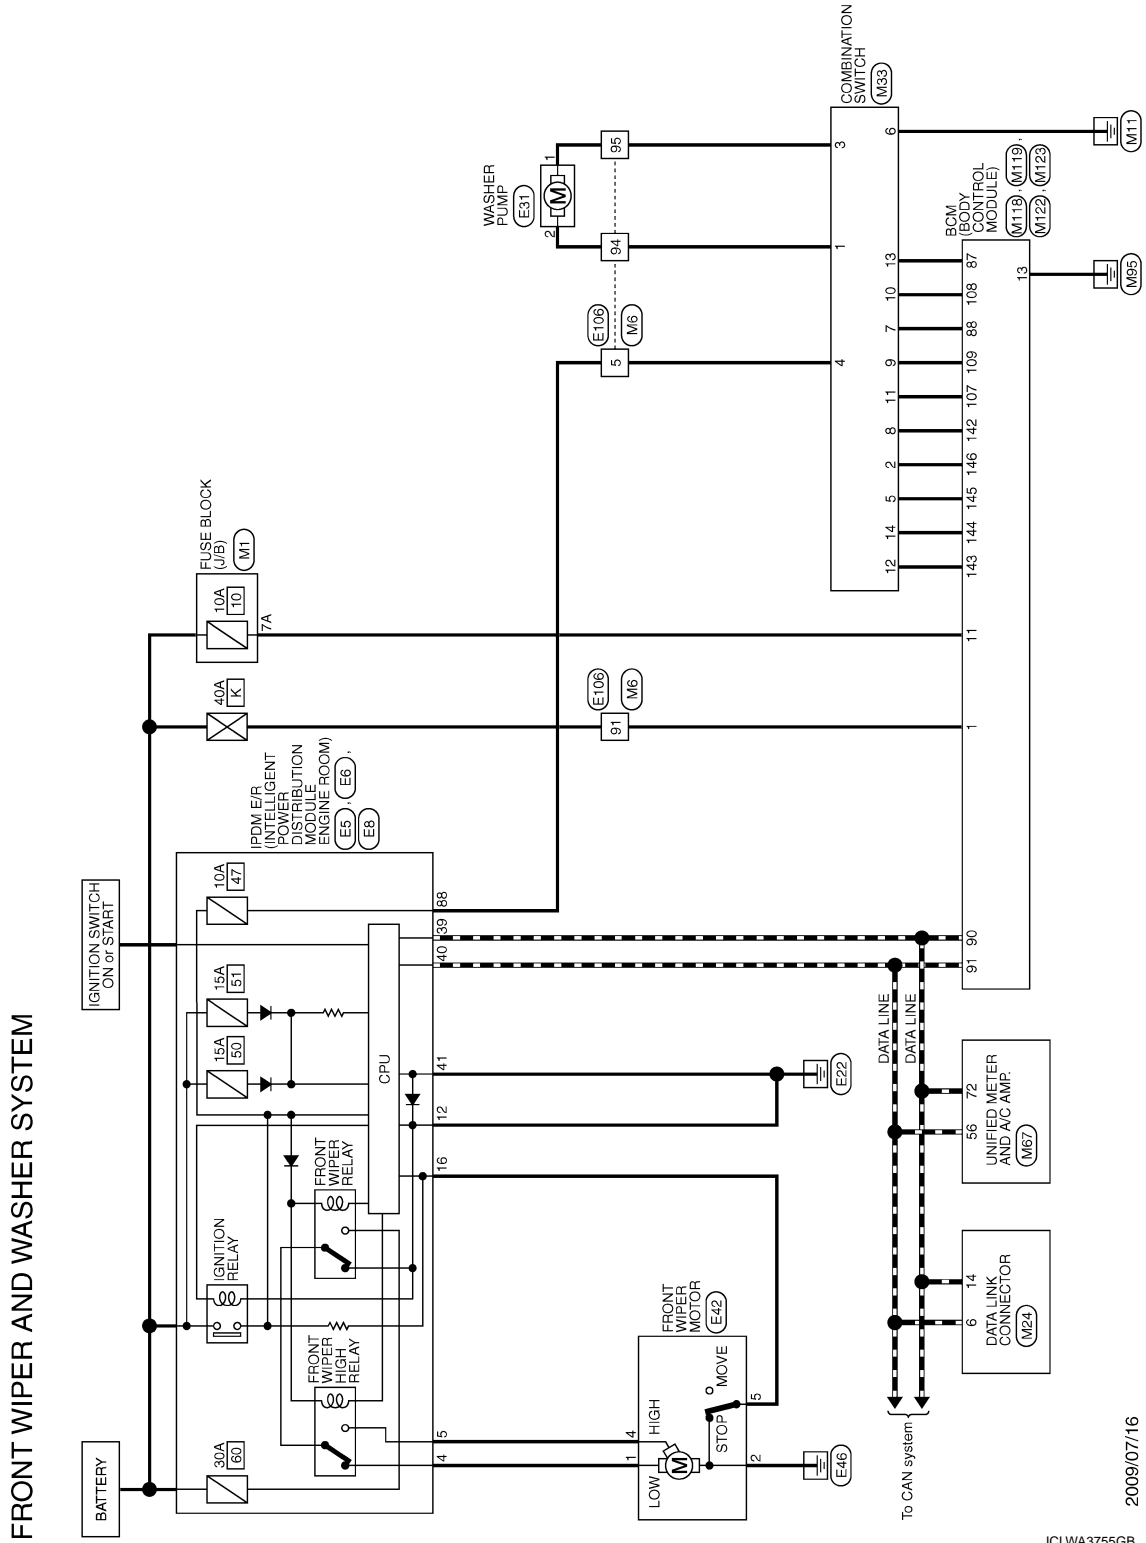 FRONT WIPER AND WASHER SYSTEM
BATTERY
IGNITION SWITCH
ON or START
30A
60
FRONT
WIPER
HIGH
RELAY
IGNITION
RELAY
FRONT
WIPER
RELAY
15A
50
15A
51
10A
47
CPU
IPDM E/R
(INTELLIGENT
POWER
DISTRIBUTION
MODULE
ENGINE ROOM)
E5 , E6 ,
E8
40A
K
10A
10
7A
FUSE BLOCK
(J/B)
M1
4
5
16
12
41
40
39
88
LOW
HIGH
1
4
M
STOP
MOVE
2
5
FRONT
WIPER
MOTOR
E42
E46
E22
91
E106
M6
5
E106
M6
94
95
WASHER
PUMP
E31
2
1
M
COMBINATION
SWITCH
M33
4
1
3
12
14
5
2
8
11
9
7
10
13
6
M11
BCM
(BODY
CONTROL
MODULE)
M118 , M119 ,
M122 , M123
91
90
1
11
143
144
145
146
142
107
109
88
108
87
13
M95
DATA LINE
DATA LINE
To CAN system
6
14
DATA LINK
CONNECTOR
M24
56
72
UNIFIED METER
AND A/C AMP.
M67
2009/07/16
JCLWA3755GB